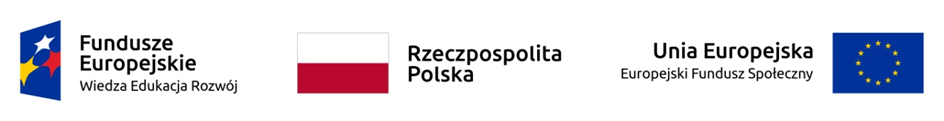 Fundusze
Europejskie
Wiedza Edukacja Rozwój
Rzeczpospolita
Polska
Unia Europejska
Europejski Fundusz Społeczny